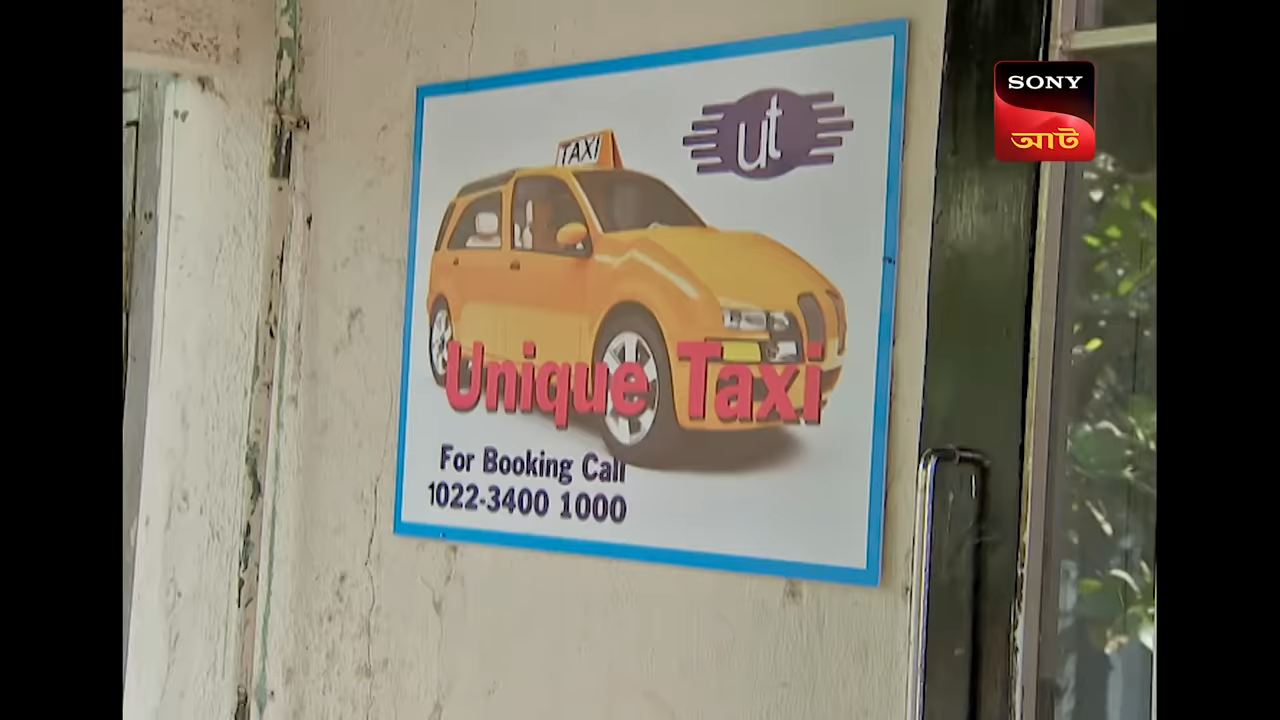 SONY
আট
ut
TAXI
Unique Taxi
For Booking Call
1022-3400 1000